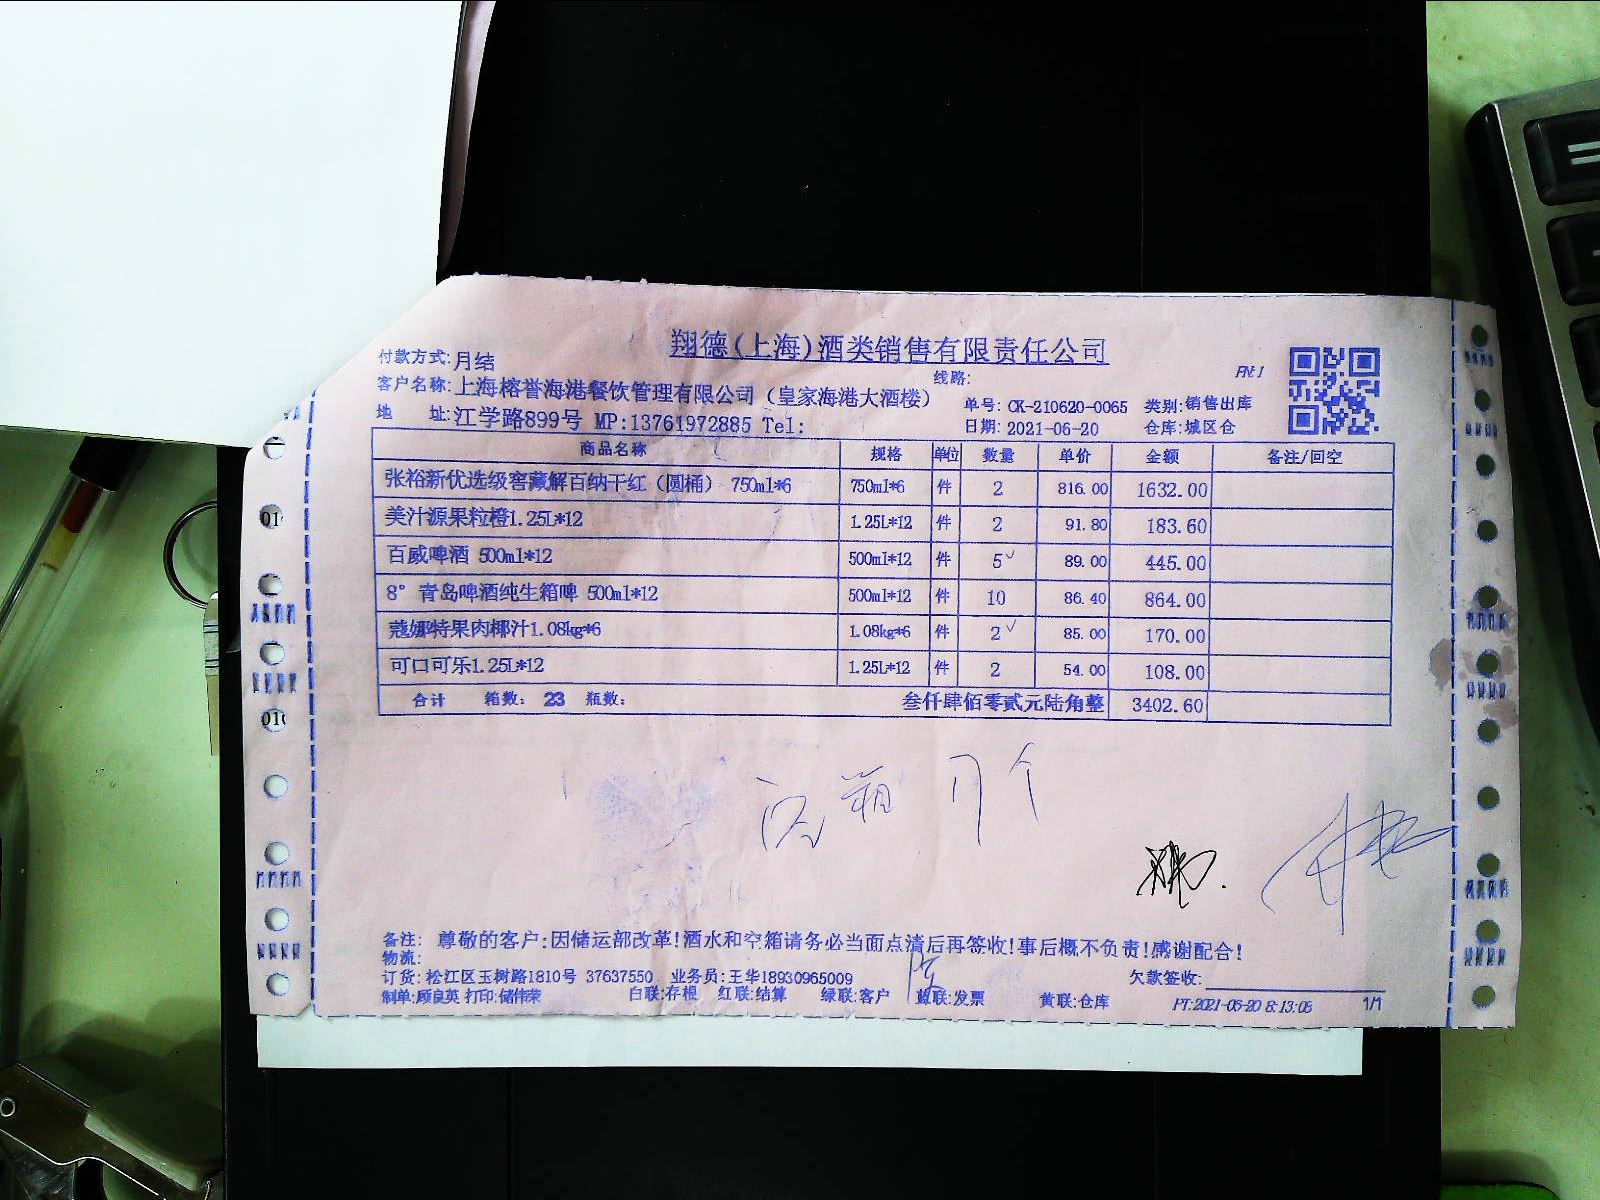 翔德(上海)酒类销售有限责任公司
付款方式:月结
线路:
PN:1
客户名称:上海榕誉海港餐饮管理有限公司（皇家海港大酒楼）
单号: CK-210620-0065 类别:销售出库
地 址:江学路899号 MP:13761972885 Tel:
日期: 2021-06-20 仓库:城区仓
商品名称 规格 单位 数量 单价 金额 备注/回空
张裕新优选级窖藏解百纳干红（圆桶） 750ml*6 750ml*6 件 2 816.00 1632.00
美汁源果粒橙1.25L*12 1.25L*12 件 2 91.80 183.60
百威啤酒 500ml*12 500ml*12 件 5 89.00 445.00
8° 青岛啤酒纯生箱啤 500ml*12 500ml*12 件 10 86.40 864.00
蔻娜特果肉椰汁1.08kg*6 1.08kg*6 件 2 85.00 170.00
可口可乐1.25L*12 1.25L*12 件 2 54.00 108.00
合计 箱数: 23 瓶数: 叁仟肆佰零贰元陆角整 3402.60
备注: 尊敬的客户:因储运部改革!酒水和空箱请务必当面点清后再签收!事后概不负责!感谢配合!
物流:
订货: 松江区玉树路1810号 37637550 业务员:王华18930965009
欠款签收:
制单:顾良英 打印:储伟荣 白联:存根 红联:结算 绿联:客户 蓝联:发票 黄联:仓库 PT:2021-06-20 8:13:08 1/1